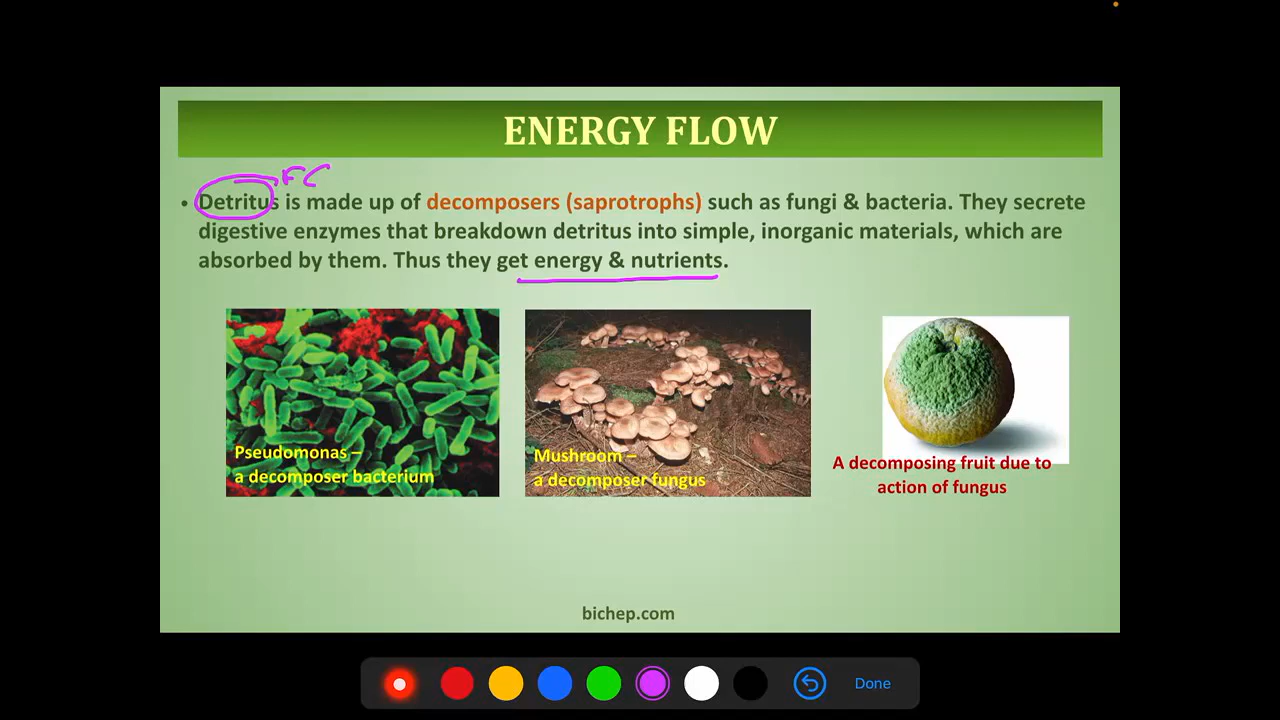 ENERGY FLOW
FC
• Detritus is made up of decomposers (saprotrophs) such as fungi & bacteria. They secrete
digestive enzymes that breakdown detritus into simple, inorganic materials, which are
absorbed by them. Thus they get energy & nutrients.
Pseudomonas –
a decomposer bacterium
Mushroom –
a decomposer fungus
A decomposing fruit due to
action of fungus
bichep.com
Done